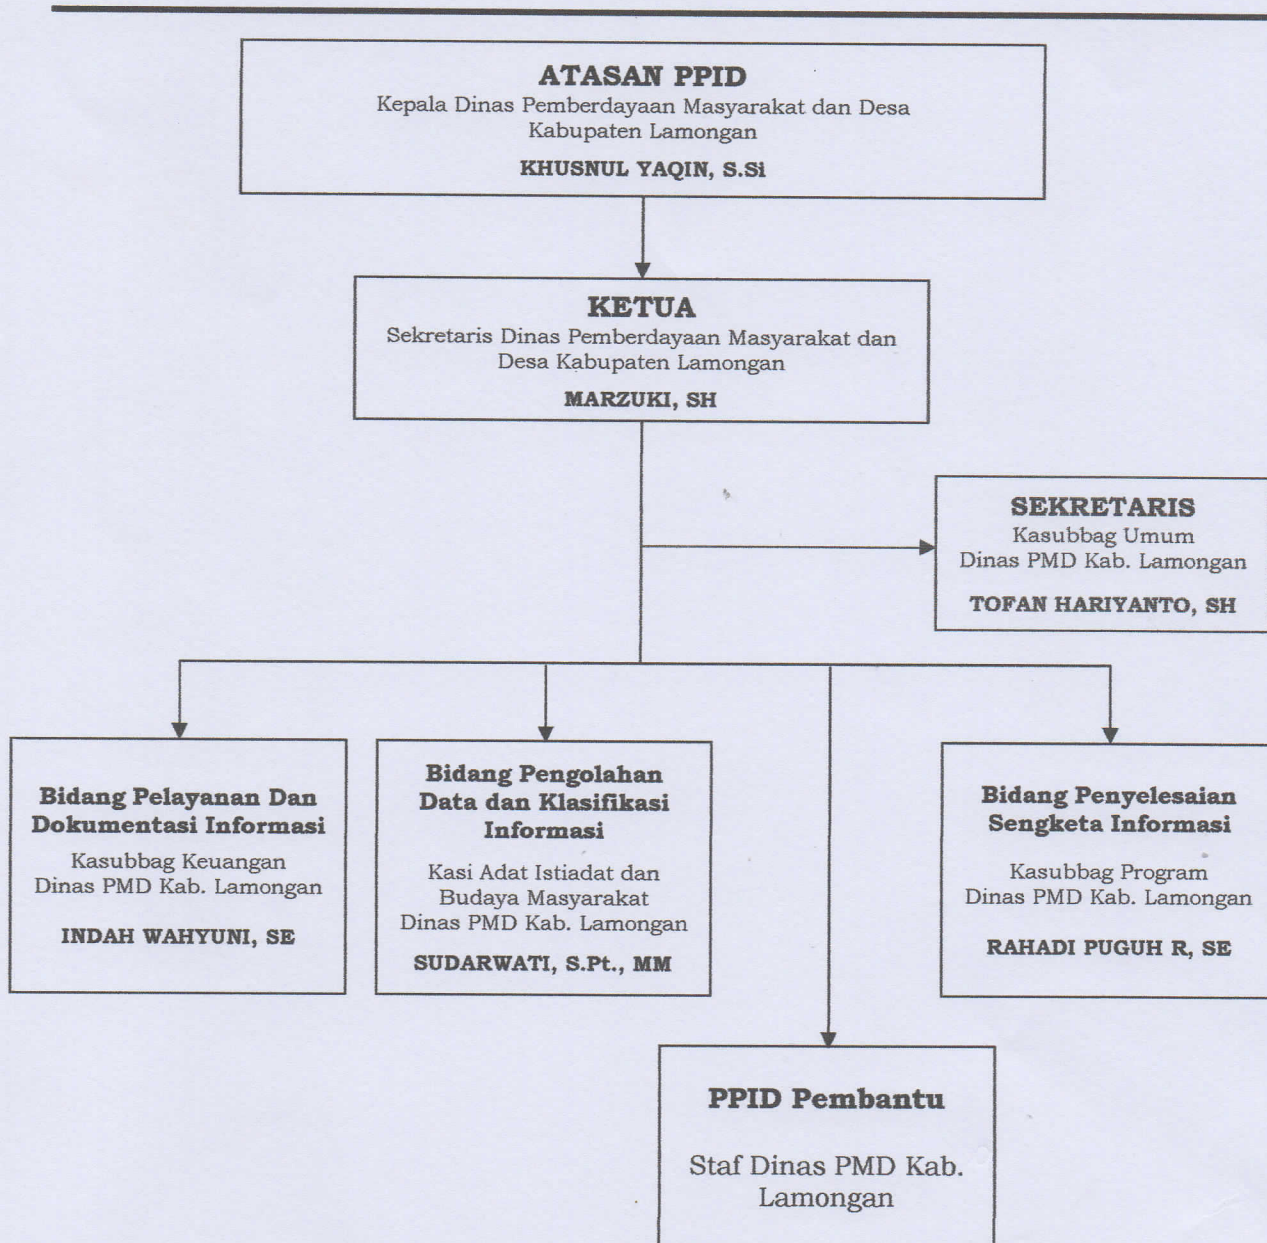 ATASAN PPID
Kepala Dinas Pemberdayaan Masyarakat dan Desa
Kabupaten Lamongan
KHUSNUL YAQIN, S.Si
KETUA
Sekretaris Dinas Pemberdayaan Masyarakat dan
Desa Kabupaten Lamongan
MARZUKI, SH
SEKRETARIS
Kasubbag Umum
Dinas PMD Kab. Lamongan
TOFAN HARIYANTO, SH
Bidang Pelayanan Dan
Dokumentasi Informasi
Kasubbag Keuangan
Dinas PMD Kab. Lamongan
INDAH WAHYUNI, SE
Bidang Pengolahan
Data dan Klasifikasi
Informasi
Kasi Adat Istiadat dan
Budaya Masyarakat
Dinas PMD Kab. Lamongan
SUDARWATI, S.Pt., MM
Bidang Penyelesaian
Sengketa Informasi
Kasubbag Program
Dinas PMD Kab. Lamongan
RAHADI PUGUH R, SE
PPID Pembantu
Staf Dinas PMD Kab.
Lamongan